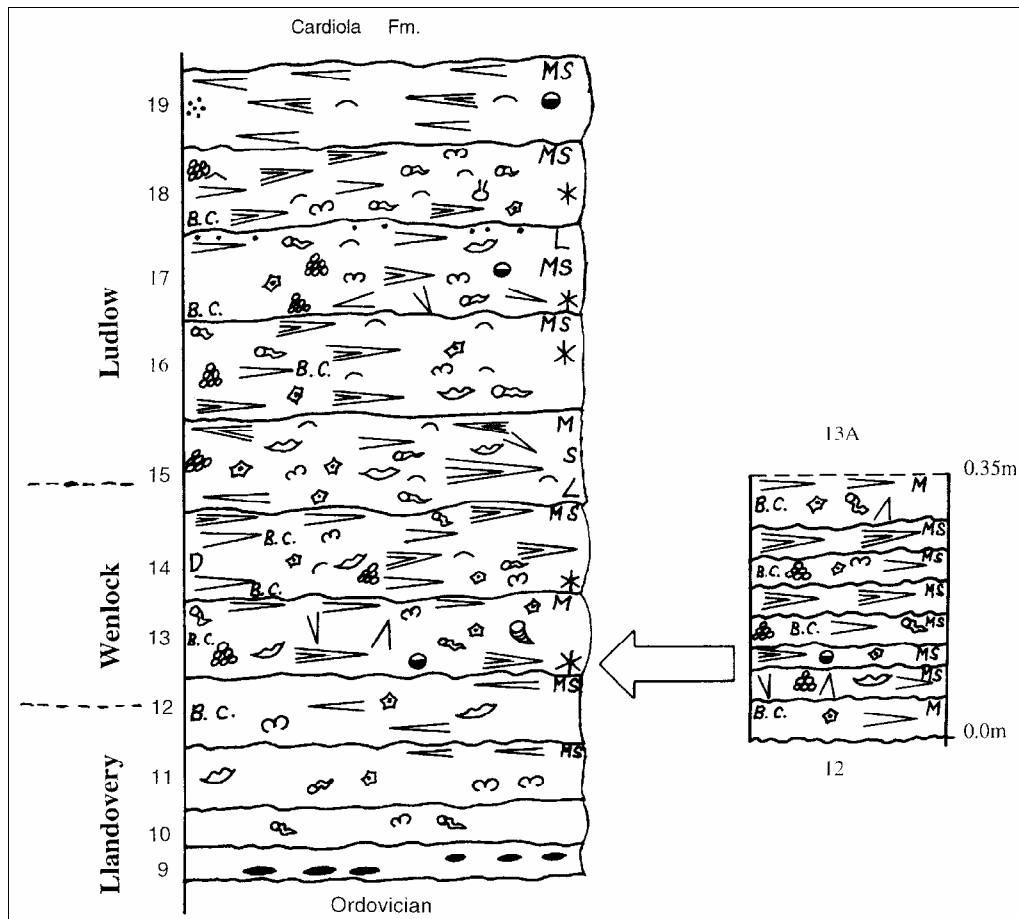 Cardiola Fm.
MS
19
MS
18
B.C.
L
17
MS
B.C.
MS
Ludlow
16
B.C.
M
S
15
L
13A
0.35m
MS
B.C.
M
B.C.
MS
14
D
B.C.
MS
B.C.
Wenlock
M
MS
13
B.C.
B.C.
MS
MS
MS
B.C.
M
12
B.C.
0.0m
MS
12
11
Llandovery
10
9
Ordovician